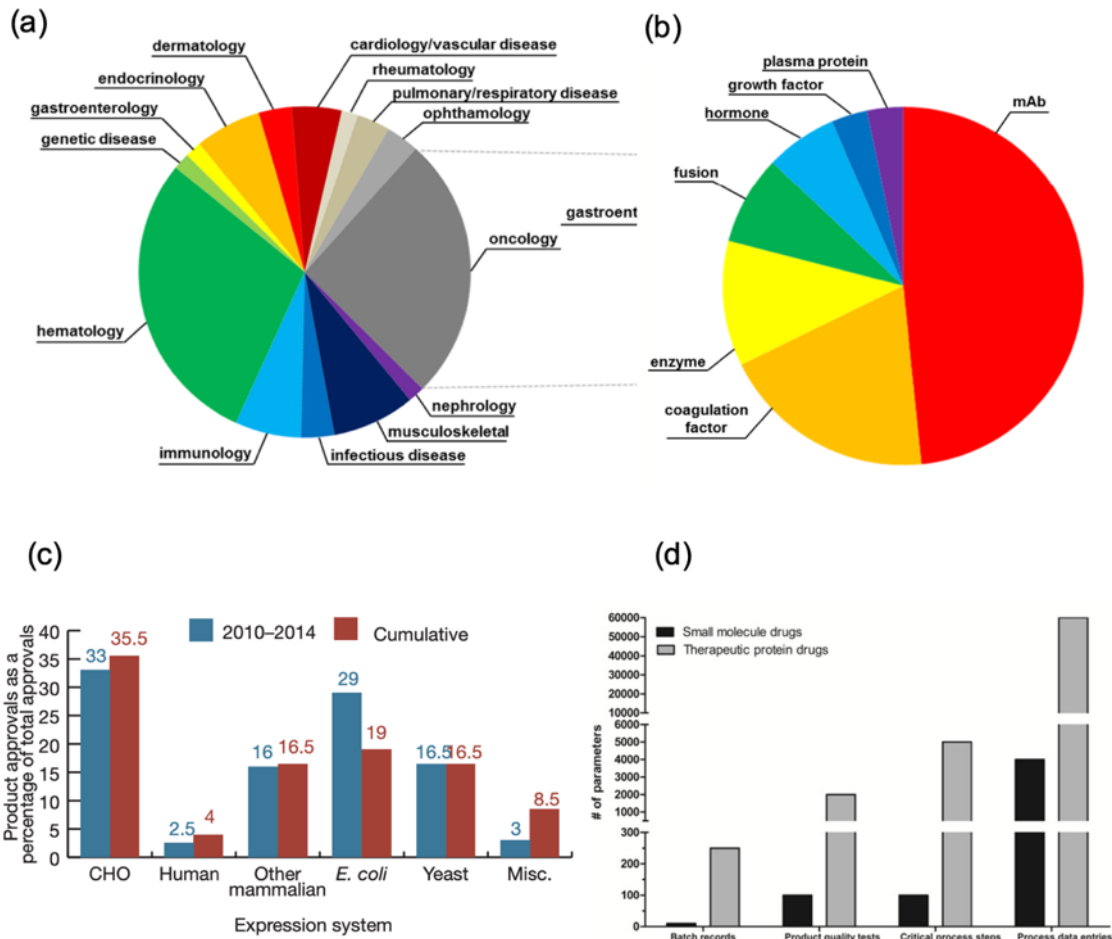 (a)
dermatology
cardiology/vascular disease
rheumatology
endocrinology
pulmonary/respiratory disease
gastroenterology
ophthamology
genetic disease
gastroent
oncology
hematology
nephrology
musculoskeletal
immunology
infectious disease
(b)
plasma protein
mAb
growth factor
hormone
fusion
enzyme
coagulation
factor
(c)
Product approvals as a
percentage of total approvals
40
35
30
25
20
15
10
5
0
2010–2014
Cumulative
33
35.5
2.5
4
16
16.5
29
19
16.5
16.5
3
8.5
CHO
Human
Other
mammalian
E. coli
Yeast
Misc.
Expression system
(d)
# of parameters
60000
50000
40000
30000
20000
10000
6000
5000
4000
3000
2000
1000
300
200
100
0
Small molecule drugs
Therapeutic protein drugs
Batch records
Product quality tests
Critical process steps
Process data entries